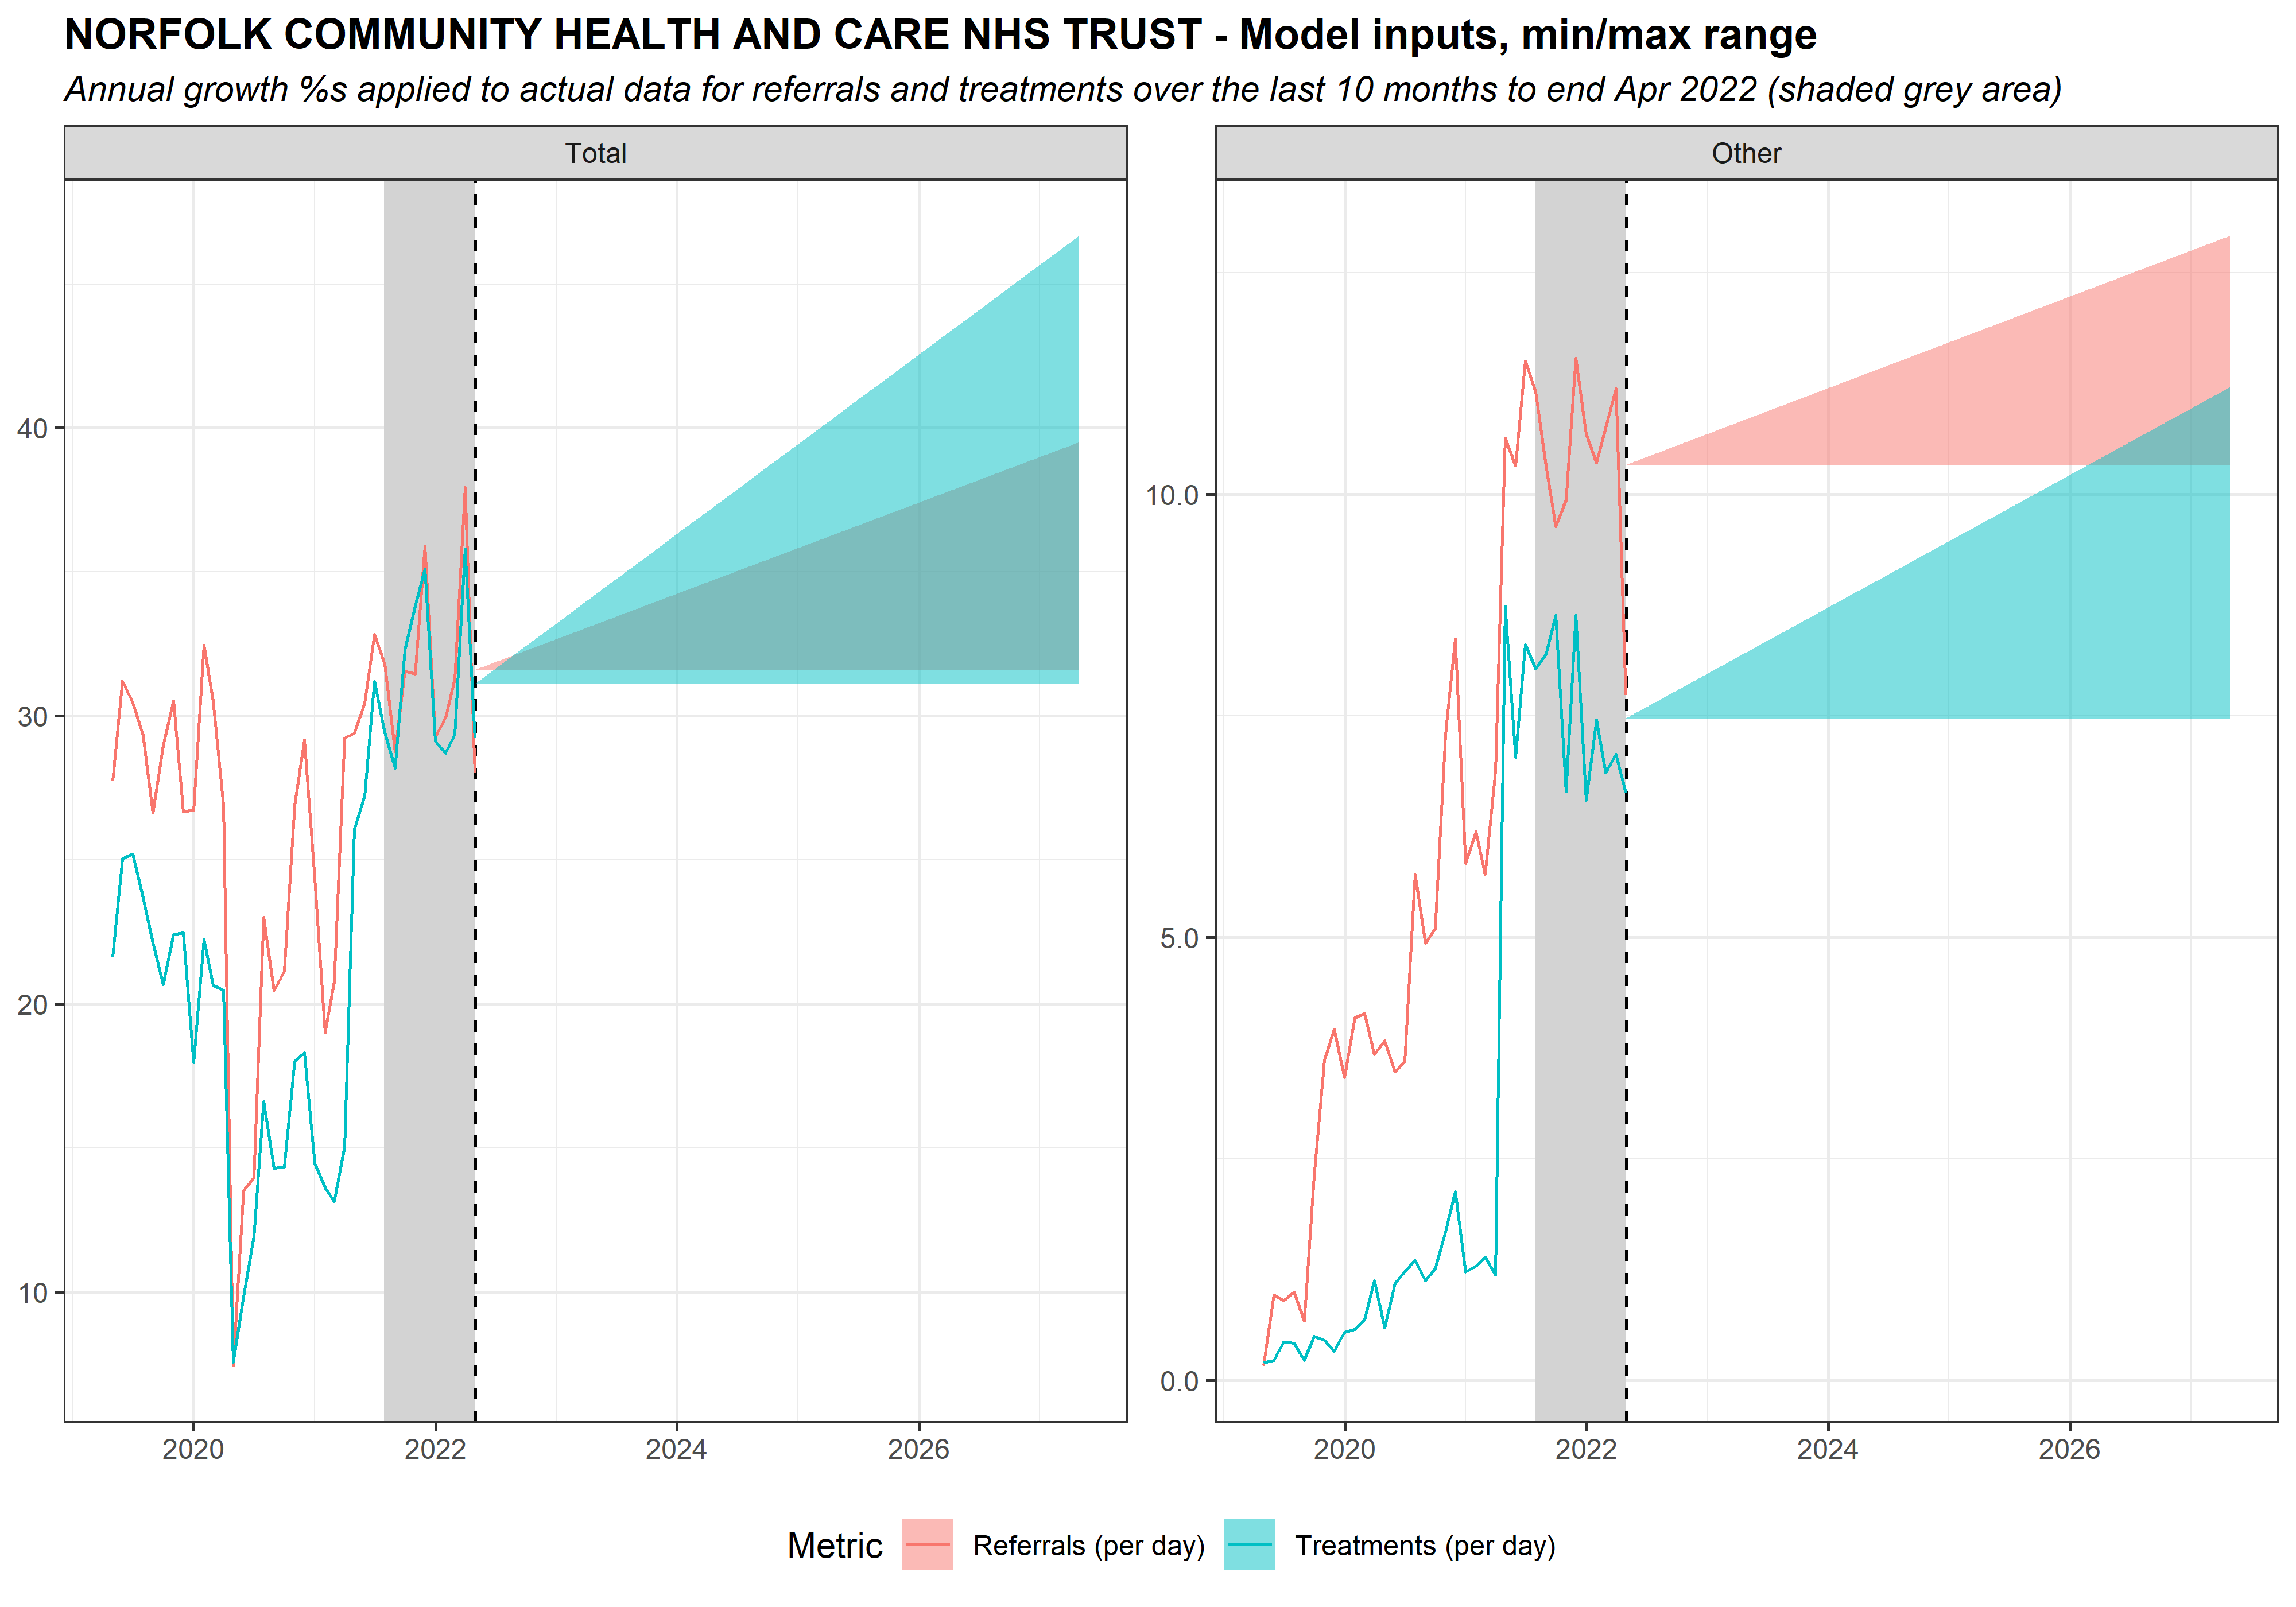 NORFOLK COMMUNITY HEALTH AND CARE NHS TRUST - Model inputs, min/max range
Annual growth %s applied to actual data for referrals and treatments over the last 10 months to end Apr 2022 (shaded grey area)
Total
Other
40
30
20
10
10.0
5.0
0.0
2020 2022 2024 2026
2020 2022 2024 2026
Metric Referrals (per day) Treatments (per day)